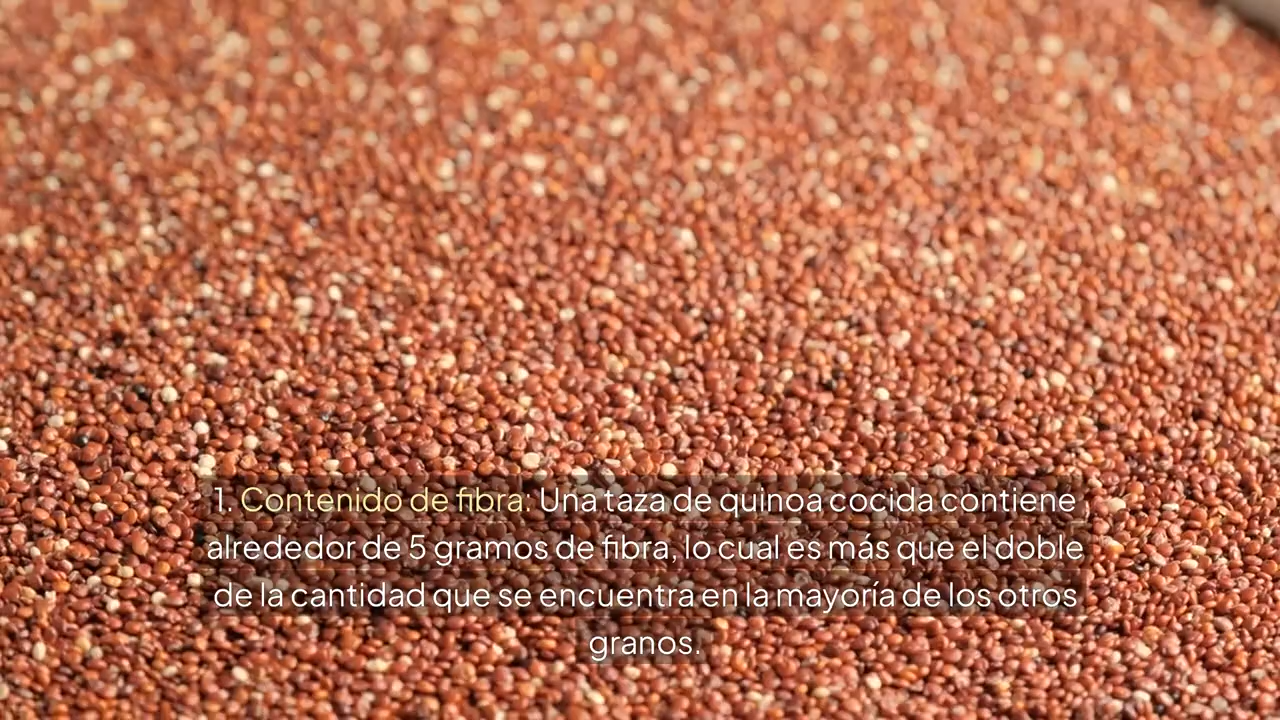 1. Contenido de fibra: Una taza de quinoa cocida contiene
alrededor de 5 gramos de fibra, lo cual es más que el doble
de la cantidad que se encuentra en la mayoría de los otros
granos.